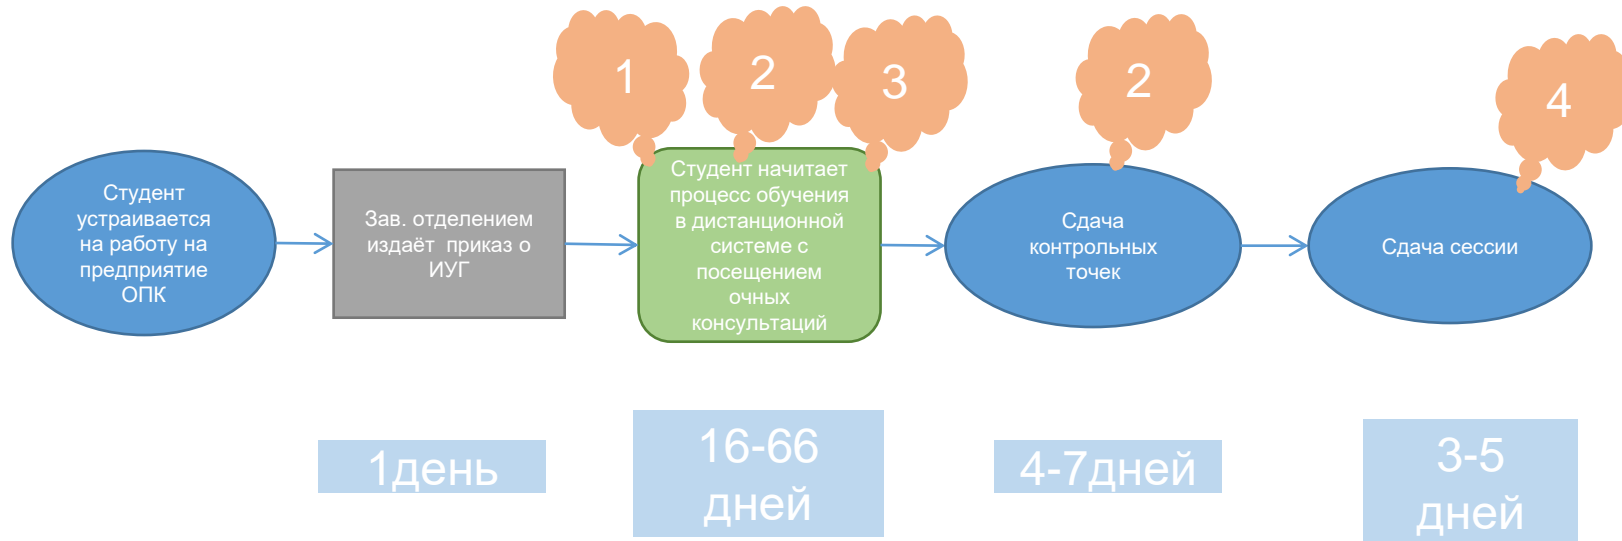 1
2
3
2
4
Студент
устраивается
на работу на
предприятие
ОПК
Зав. отделением
издаёт приказ о
ИУГ
Студент начитает
процесс обучения
в дистанционной
системе с
посещением
очных
консультаций
Сдача
контрольных
точек
Сдача сессии
1день
16-66
дней
4-7дней
3-5
дней